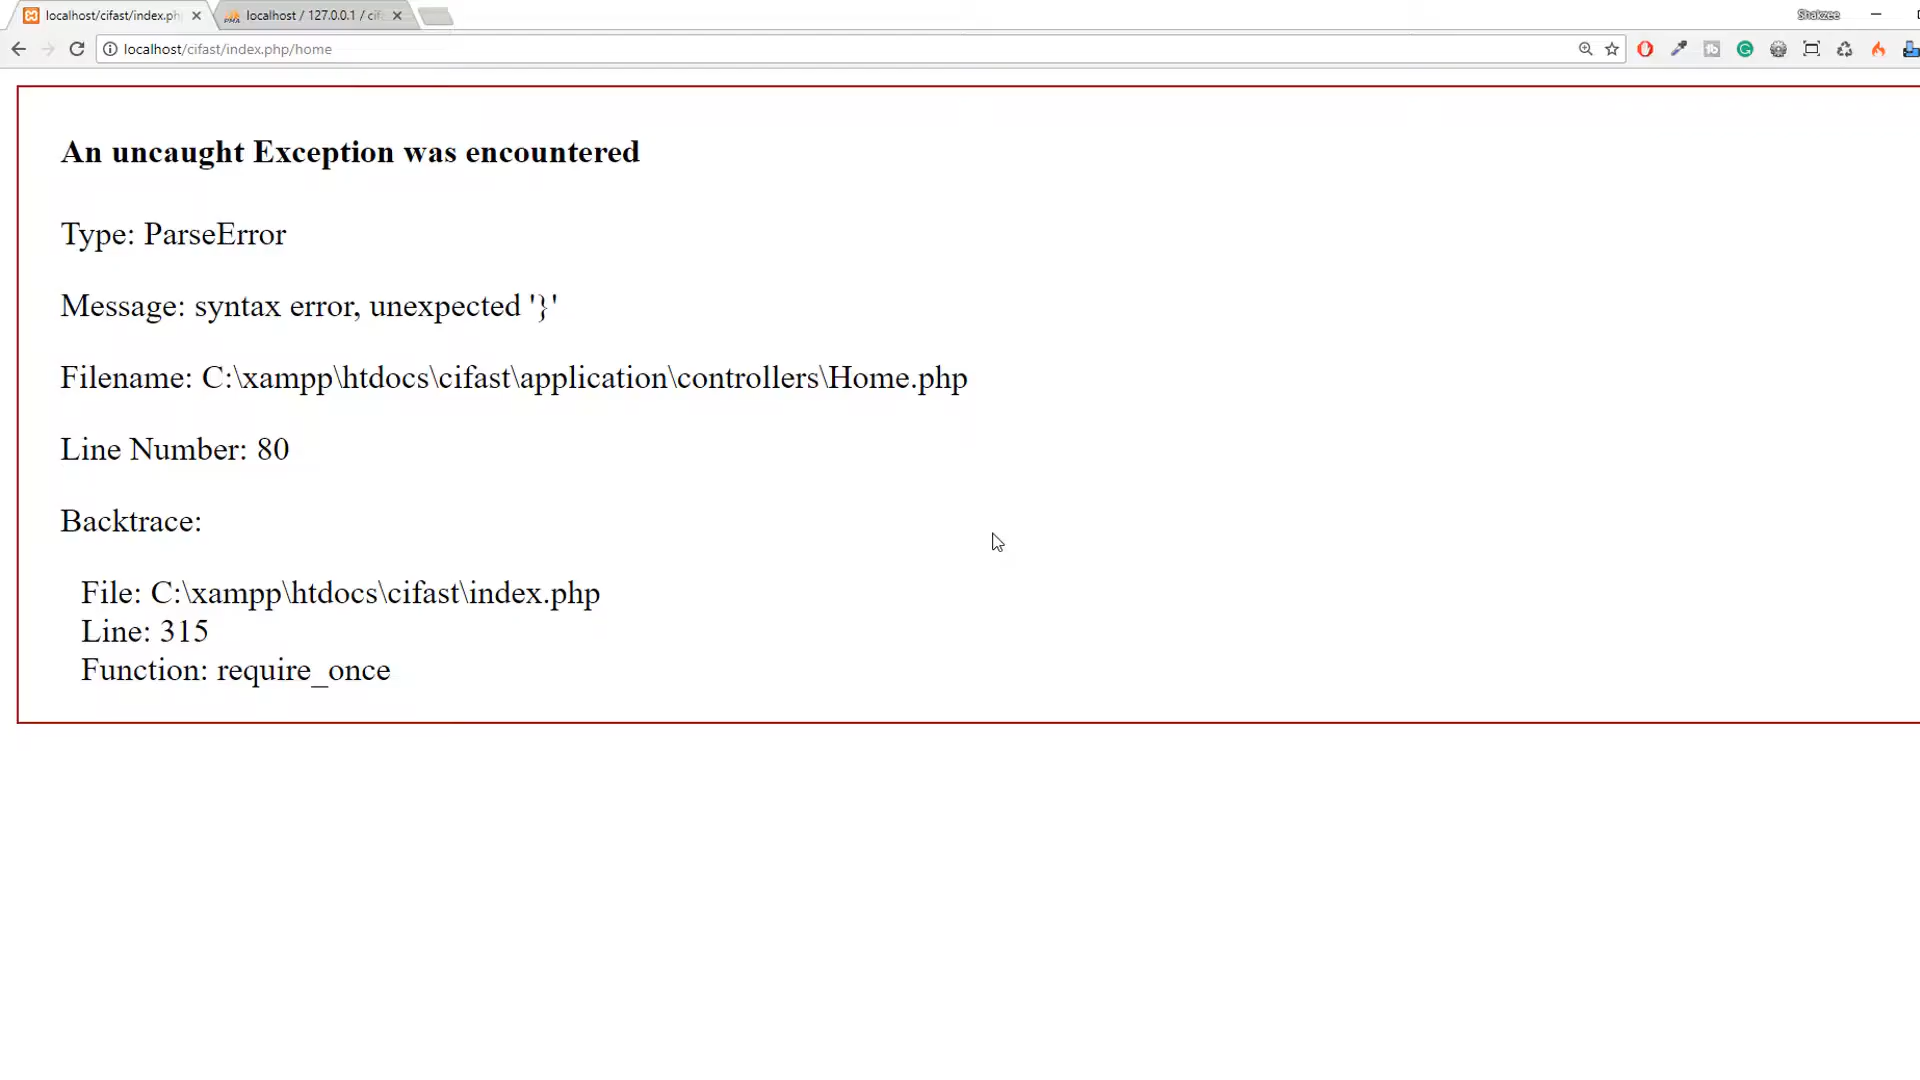 localhost/cifast/index.ph
localhost / 127.0.0.1 / cif
Shakzee
localhost/cifast/index.php/home
An uncaught Exception was encountered
Type: ParseError
Message: syntax error, unexpected '}'
Filename: C:\xampp\htdocs\cifast\application\controllers\Home.php
Line Number: 80
Backtrace:
File: C:\xampp\htdocs\cifast\index.php
Line: 315
Function: require_once